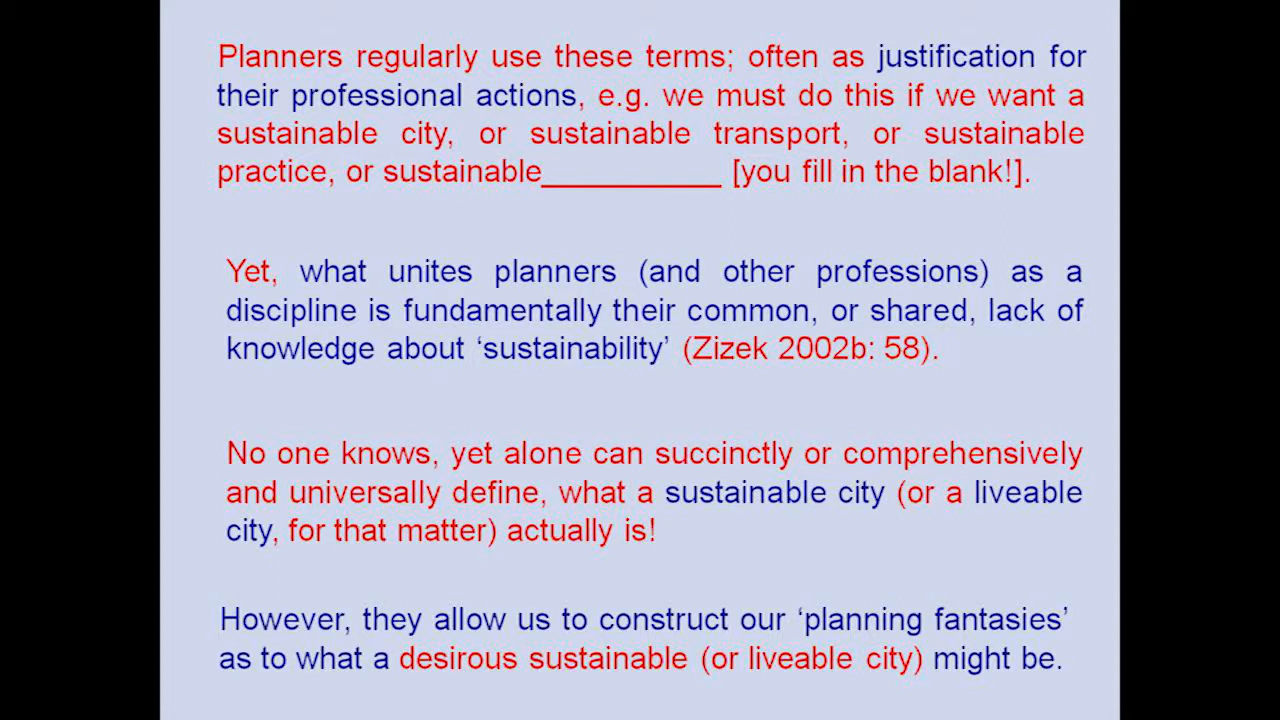 Planners regularly use these terms; often as justification for
their professional actions, e.g. we must do this if we want a
sustainable city, or sustainable transport, or sustainable
practice, or sustainable__________ [you fill in the blank!].
Yet, what unites planners (and other professions) as a
discipline is fundamentally their common, or shared, lack of
knowledge about ‘sustainability’ (Zizek 2002b: 58).
No one knows, yet alone can succinctly or comprehensively
and universally define, what a sustainable city (or a liveable
city, for that matter) actually is!
However, they allow us to construct our ‘planning fantasies’
as to what a desirous sustainable (or liveable city) might be.